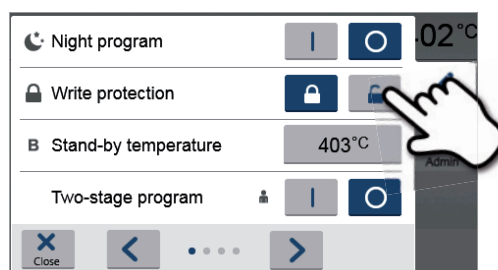 Night program
I O
02°C
Write protection
B Stand-by temperature
403°C
Admin
Two-stage program
I O
Close